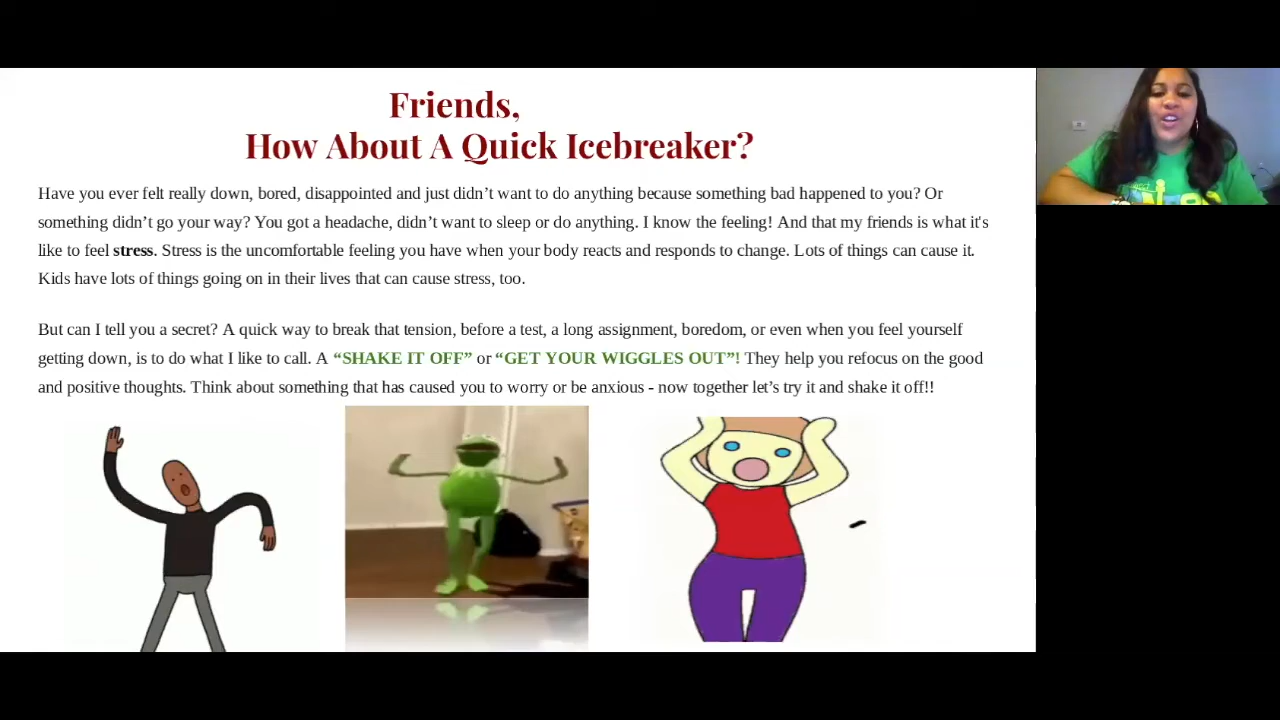 Friends,
How About A Quick Icebreaker?
Have you ever felt really down, bored, disappointed and just didn’t want to do anything because something bad happened to you? Or
something didn’t go your way? You got a headache, didn’t want to sleep or do anything. I know the feeling! And that my friends is what it's
like to feel stress. Stress is the uncomfortable feeling you have when your body reacts and responds to change. Lots of things can cause it.
Kids have lots of things going on in their lives that can cause stress, too.
But can I tell you a secret? A quick way to break that tension, before a test, a long assignment, boredom, or even when you feel yourself
getting down, is to do what I like to call. A “SHAKE IT OFF” or “GET YOUR WIGGLES OUT”! They help you refocus on the good
and positive thoughts. Think about something that has caused you to worry or be anxious - now together let’s try it and shake it off!!